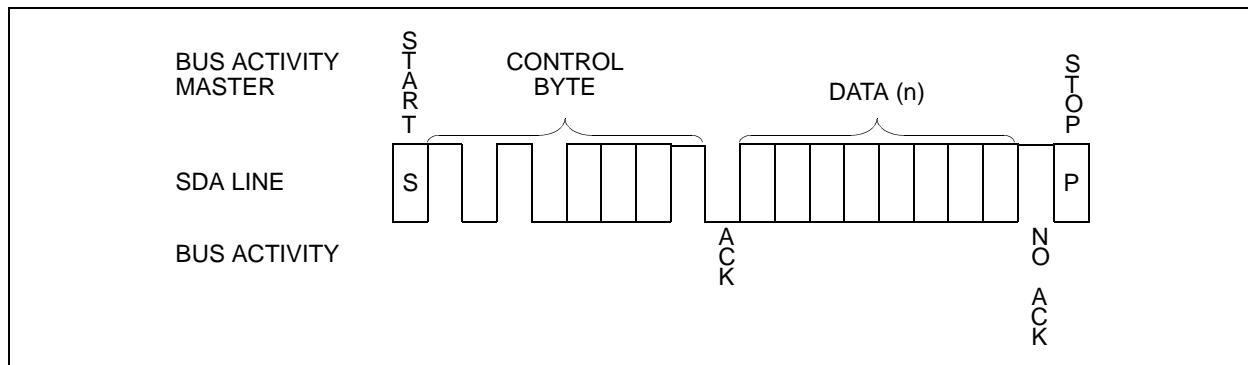 BUS ACTIVITY
MASTER
START
CONTROL
BYTE
DATA (n)
STOP
SDA LINE
S
P
BUS ACTIVITY
ACK
NO ACK